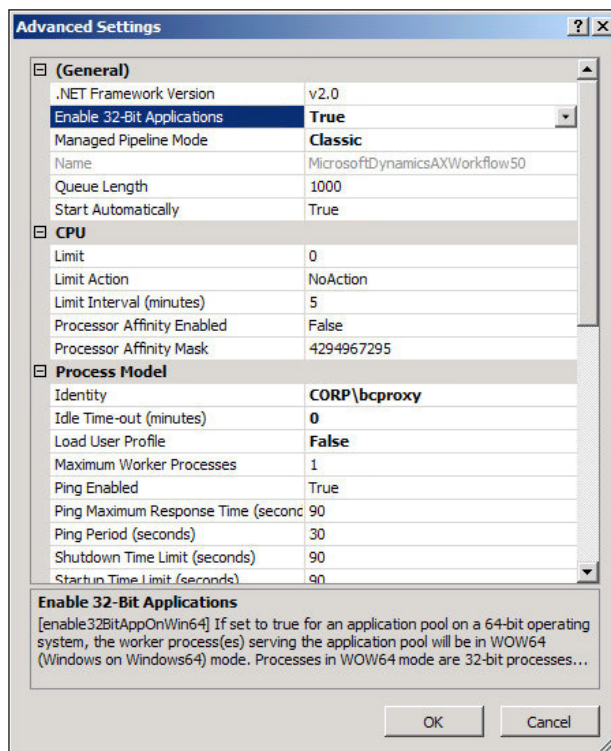 Advanced Settings
(General)
.NET Framework Version v2.0
Enable 32-Bit Applications True
Managed Pipeline Mode Classic
Name MicrosoftDynamicsAXWorkflow50
Queue Length 1000
Start Automatically True
CPU
Limit 0
Limit Action NoAction
Limit Interval (minutes) 5
Processor Affinity Enabled False
Processor Affinity Mask 4294967295
Process Model
Identity CORP\bcproxy
Idle Time-out (minutes) 0
Load User Profile False
Maximum Worker Processes 1
Ping Enabled True
Ping Maximum Response Time (second 90
Ping Period (seconds) 30
Shutdown Time Limit (seconds) 90
Startup Time Limit (seconds) 90
Enable 32-Bit Applications
[enable32BitAppOnWin64] If set to true for an application pool on a 64-bit operating
system, the worker process(es) serving the application pool will be in WOW64
(Windows on Windows64) mode. Processes in WOW64 mode are 32-bit processes...
OK Cancel